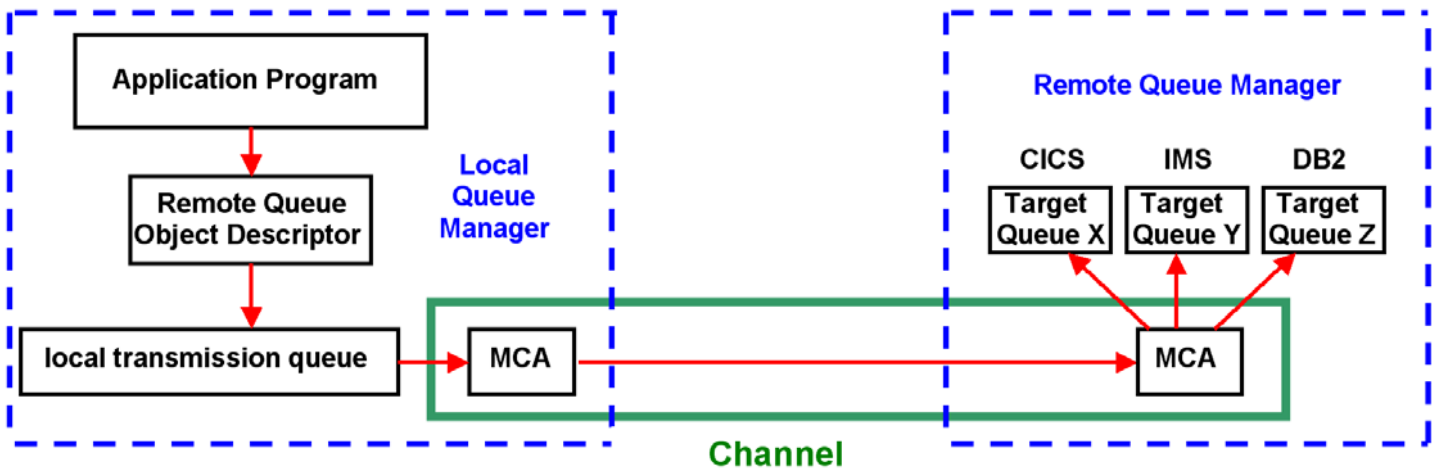 Application Program
Remote Queue
Object Descriptor
local transmission queue
Local
Queue
Manager
MCA
Channel
Remote Queue Manager
CICS
IMS
DB2
Target
Queue X
Target
Queue Y
Target
Queue Z
MCA